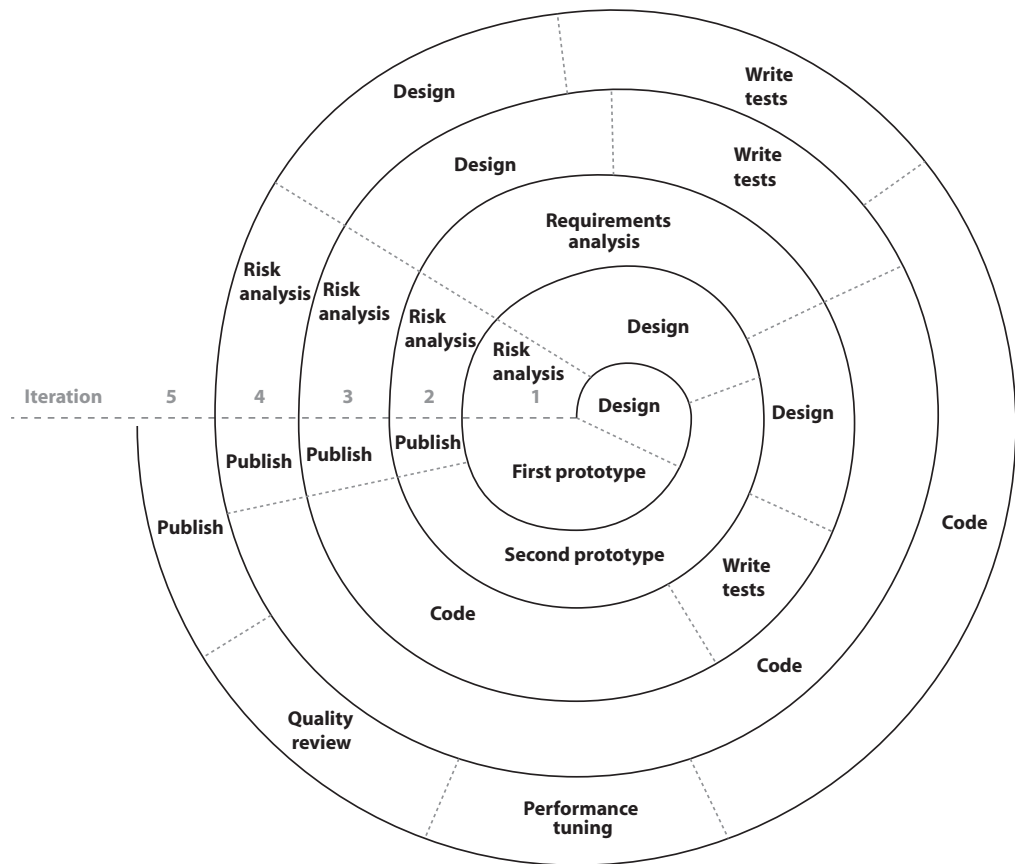 Design
Write
tests
Design
Write
tests
Requirements
analysis
Risk
analysis
Risk
analysis
Risk
analysis
Design
Risk
analysis
Iteration 5 4 3 2 1
Design
Design
Publish
Publish
Publish
First prototype
Publish
Code
Second prototype
Write
tests
Code
Code
Quality
review
Performance
tuning